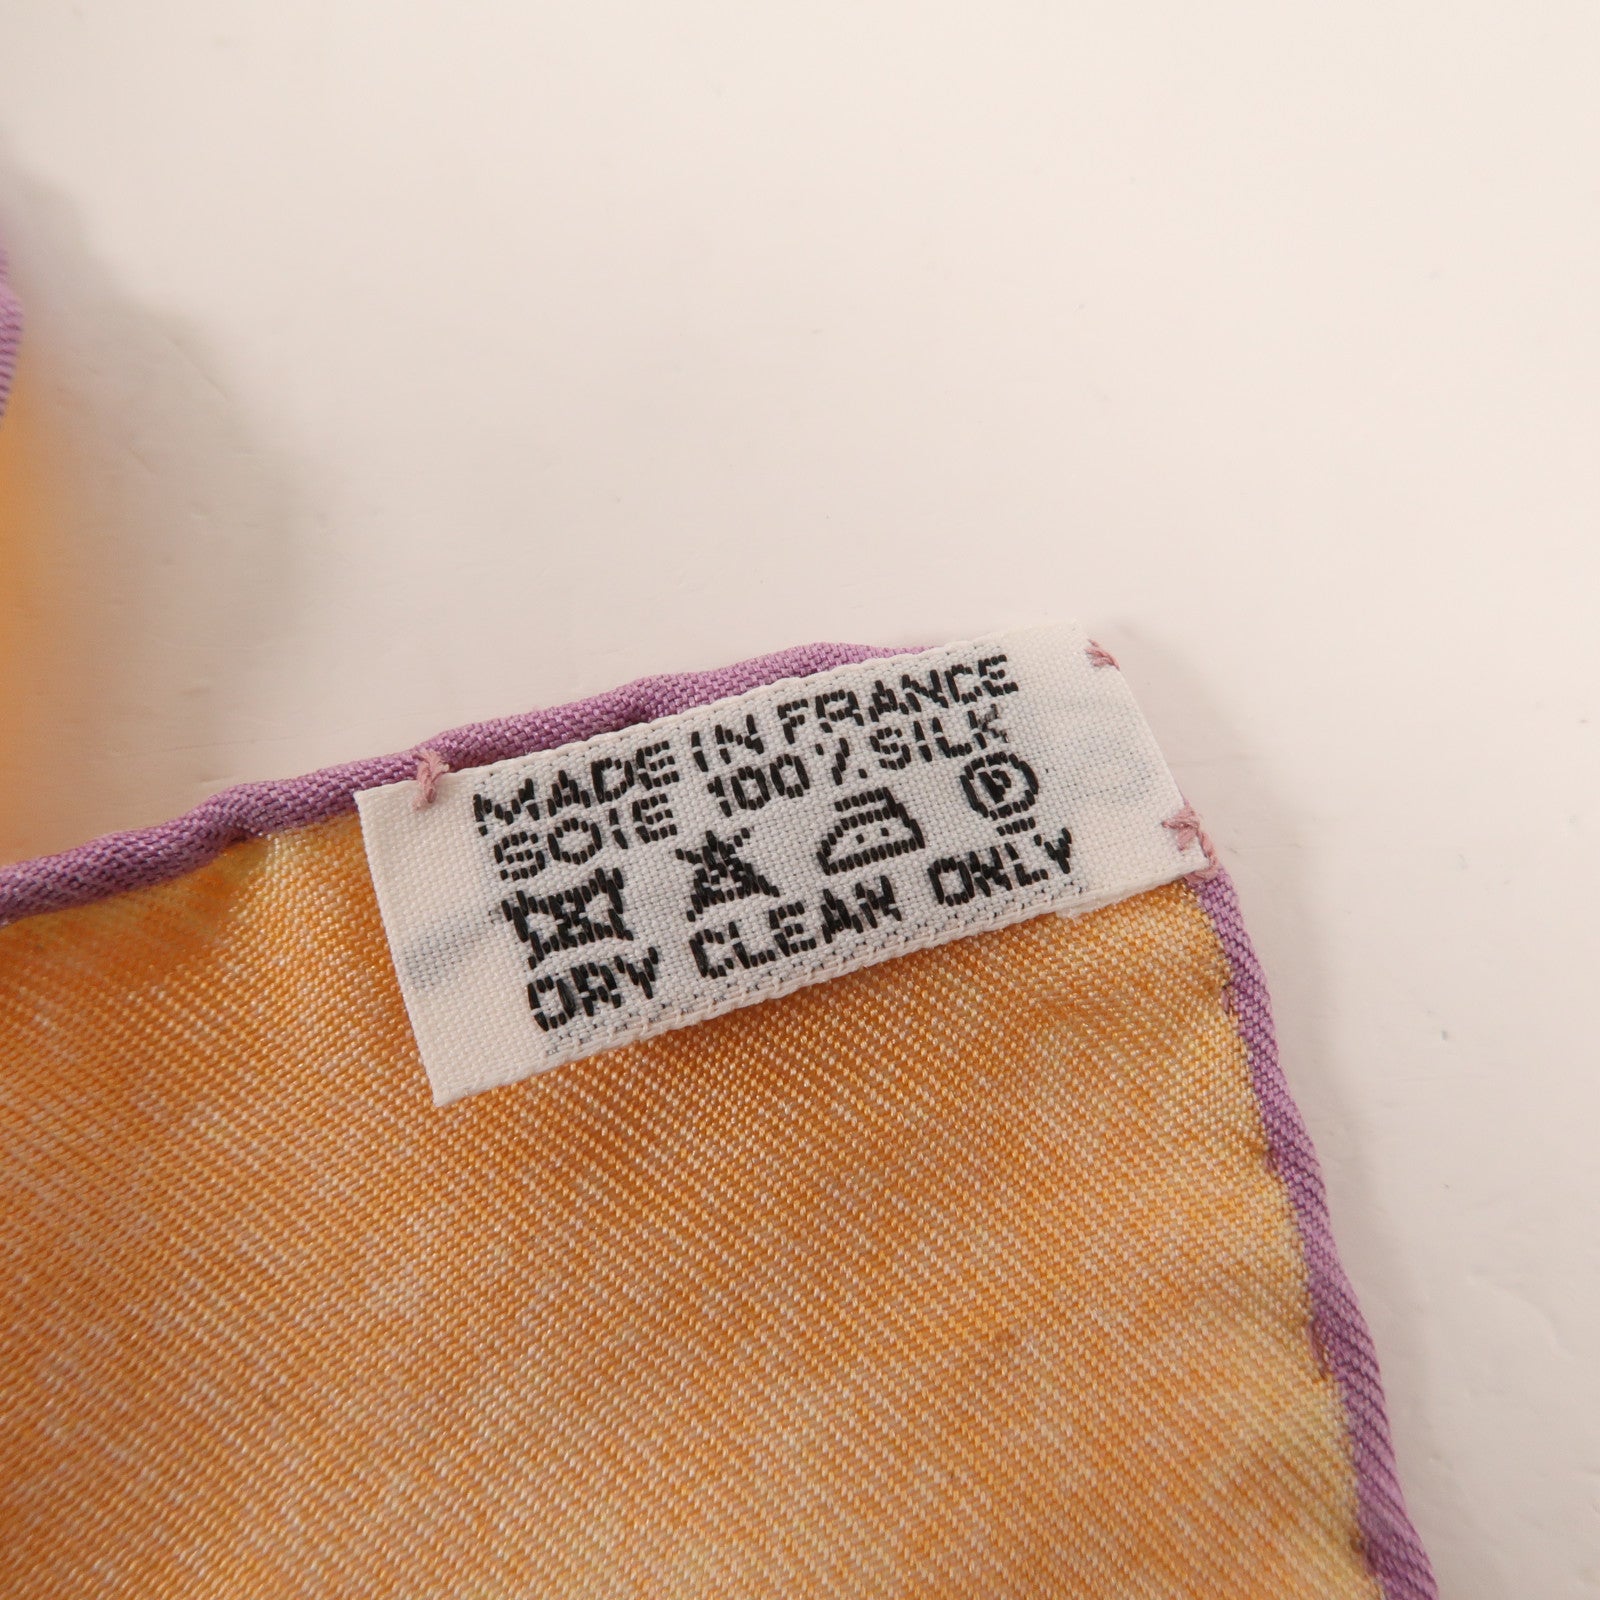 MADE IN FRANCE
SOIE 100% SILK
P
DRY CLEAN ONLY